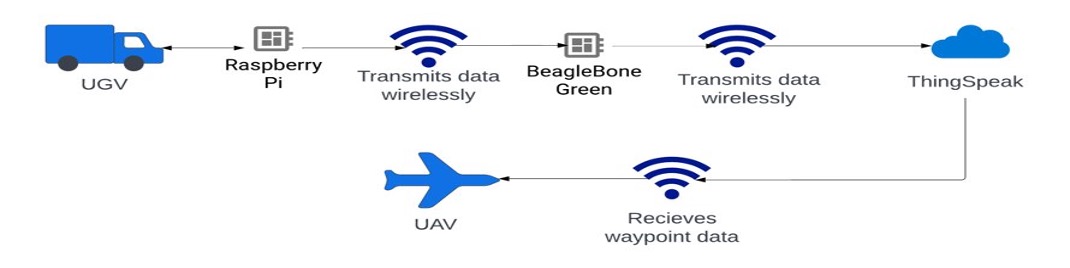 UGV
Raspberry
Pi
Transmits data
wirelessly
BeagleBone
Green
Transmits data
wirelessly
ThingSpeak
UAV
Recieves
waypoint data